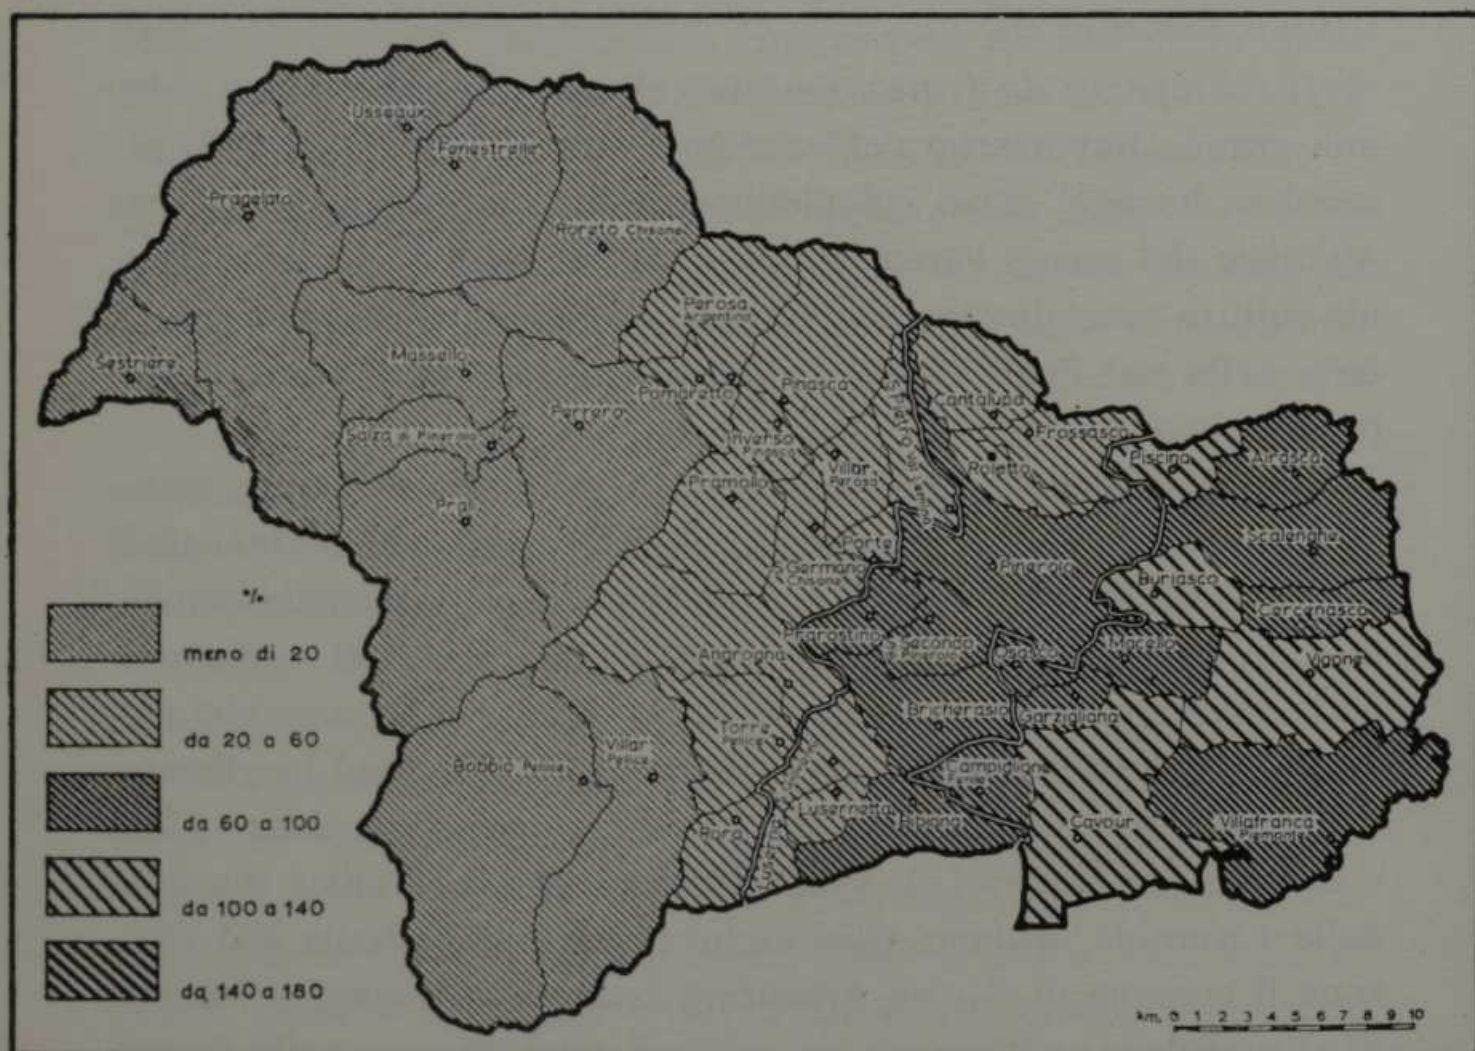 Usseaux
Fenestrelle
Pragelato
Roreto Chisone
Perosa
Argentina
Sestriere
Massello
Pomaretto
Pinasca
Cantalupa
Perrero
Frossasco
Salza di Pinerolo
Inverso
Pinasca
Villar
Perosa
Roletto
Piscina
Airasca
Pramollo
Prali
Porte
Scalenghe
S. Germano
Chisone
Pinerolo
Buriasco
Cercenasco
Prarostino
S. Secondo
di Pinerolo
Osasco
Macello
Angrogna
Vigone
Bricherasio
Garzigliana
Torre
Pellice
Villar
Pellice
Bobbio Pellice
Campiglione
Fenile
Lusernetta
Bibiana
Rorà
Cavour
Villafranca
Piemonte
%
meno di 20
da 20 a 60
da 60 a 100
da 100 a 140
da 140 a 180
km. 0 1 2 3 4 5 6 7 8 9 10